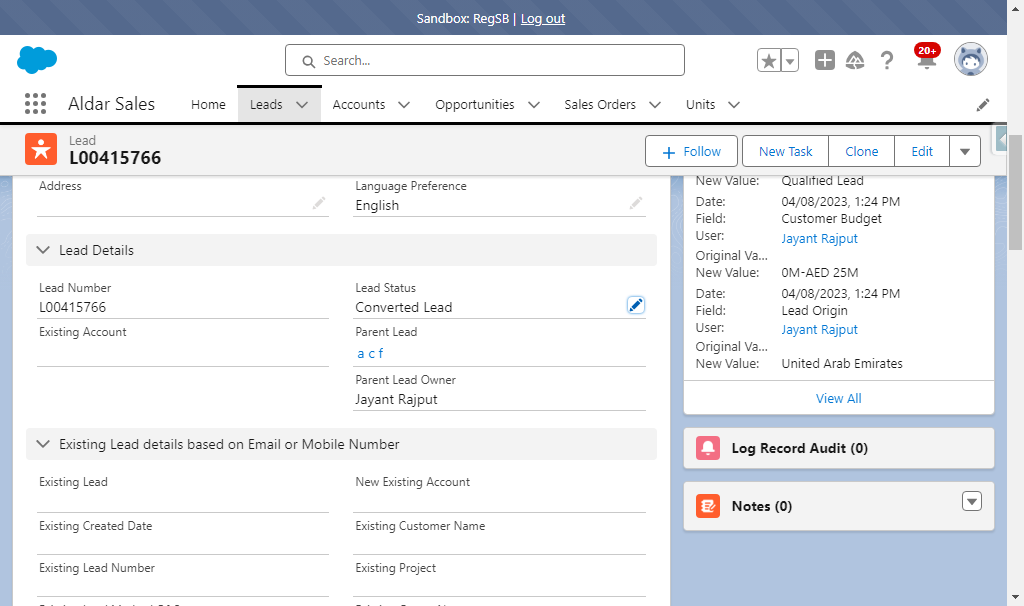 Sandbox: RegSB | Log out
Search...
20+
Aldar Sales
Home
Leads
Accounts
Opportunities
Sales Orders
Units
Lead
L00415766
Follow
New Task
Clone
Edit
Address
Language Preference
English
Lead Details
Lead Number
L00415766
Lead Status
Converted Lead
Existing Account
Parent Lead
a c f
Parent Lead Owner
Jayant Rajput
Existing Lead details based on Email or Mobile Number
Existing Lead
New Existing Account
Existing Created Date
Existing Customer Name
Existing Lead Number
Existing Project
New Value: Qualified Lead
Date: 04/08/2023, 1:24 PM
Field: Customer Budget
User: Jayant Rajput
Original Va...
New Value: 0M-AED 25M
Date: 04/08/2023, 1:24 PM
Field: Lead Origin
User: Jayant Rajput
Original Va...
New Value: United Arab Emirates
View All
Log Record Audit (0)
Notes (0)